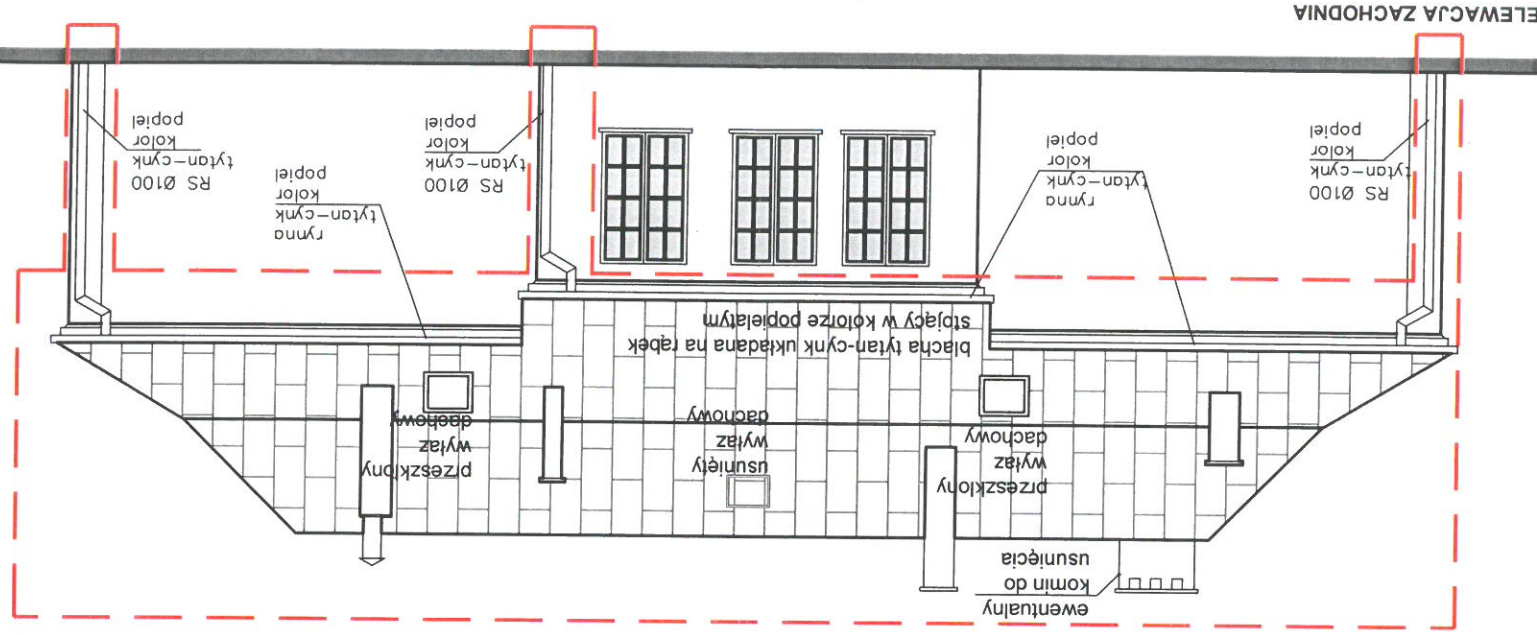 ewentualny
komin do
usunięcia
przeszklony
wyłaz
dachowy
usunięty
wyłaz
dachowy
przeszklony
wyłaz
dachowy
blacha tytan-cynk układana na rąbek
stojący w kolorze popielatym
RS Ø100
tytan-cynk
kolor
popiel
rynna
tytan-cynk
kolor
popiel
RS Ø100
tytan-cynk
kolor
popiel
rynna
tytan-cynk
kolor
popiel
RS Ø100
tytan-cynk
kolor
popiel
ELEWACJA ZACHODNIA